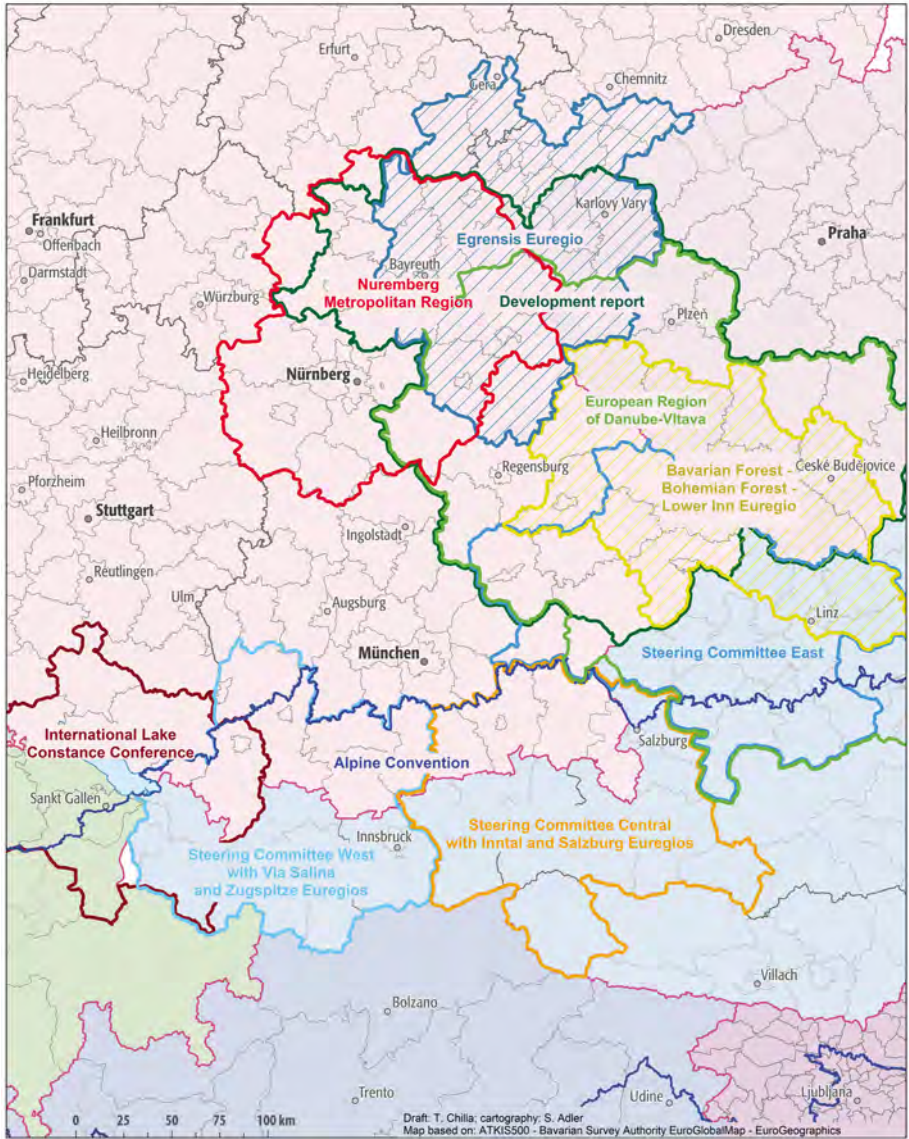 Dresden
Erfurt
Gera
Chemnitz
Karlovy Vary
Frankfurt
Offenbach
Praha
Egrensis Euregio
Darmstadt
Bayreuth
Nuremberg
Metropolitan Region
Würzburg
Development report
Plzeň
Nürnberg
Heidelberg
European Region
of Danube-Vltava
Heilbronn
Regensburg
Bavarian Forest -
Bohemian Forest -
Lower Inn Euregio
České Budějovice
Pforzheim
Stuttgart
Ingolstadt
Reutlingen
Ulm
Augsburg
Linz
München
Steering Committee East
International Lake
Constance Conference
Salzburg
Alpine Convention
Sankt Gallen
Innsbruck
Steering Committee Central
with Inntal and Salzburg Euregios
Steering Committee West
with Via Salina
and Zugspitze Euregios
Villach
Bolzano
Trento
Udine
Ljubljana
0 25 50 75 100 km
Draft: T. Chilla; cartography: S. Adler
Map based on: ATKIS500 - Bavarian Survey Authority EuroGlobalMap - EuroGeographics